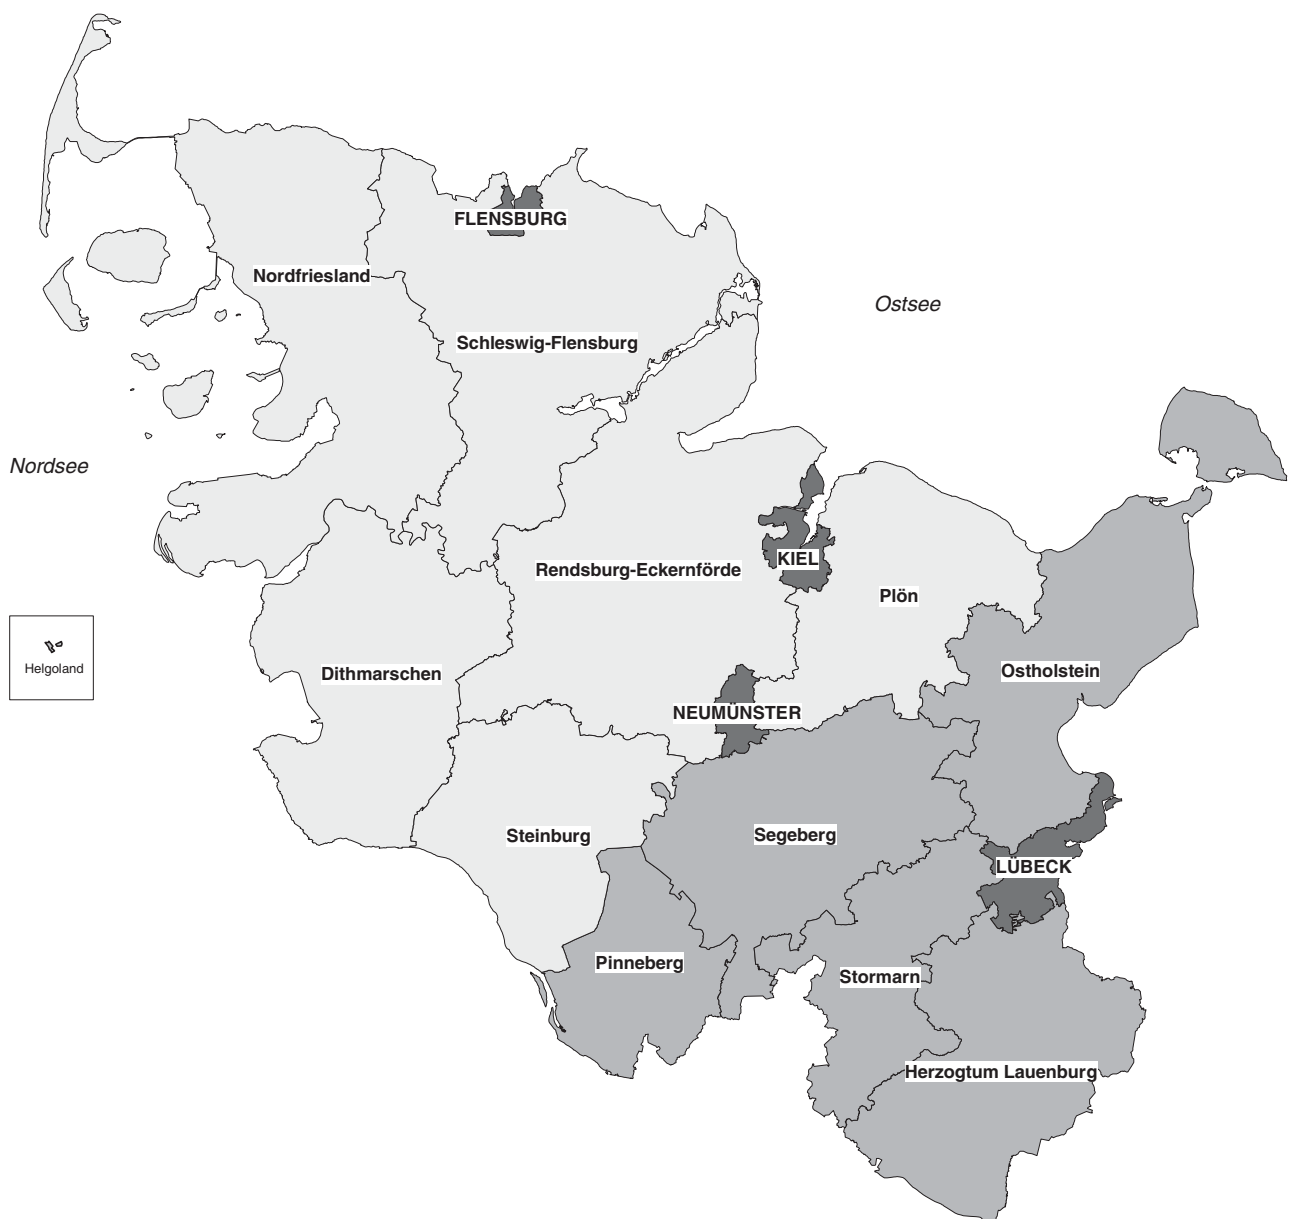 FLENSBURG
Nordfriesland
Ostsee
Schleswig-Flensburg
Nordsee
KIEL
Rendsburg-Eckernförde
Plön
Helgoland
Dithmarschen
Ostholstein
NEUMÜNSTER
Steinburg
Segeberg
LÜBECK
Pinneberg
Stormarn
Herzogtum Lauenburg